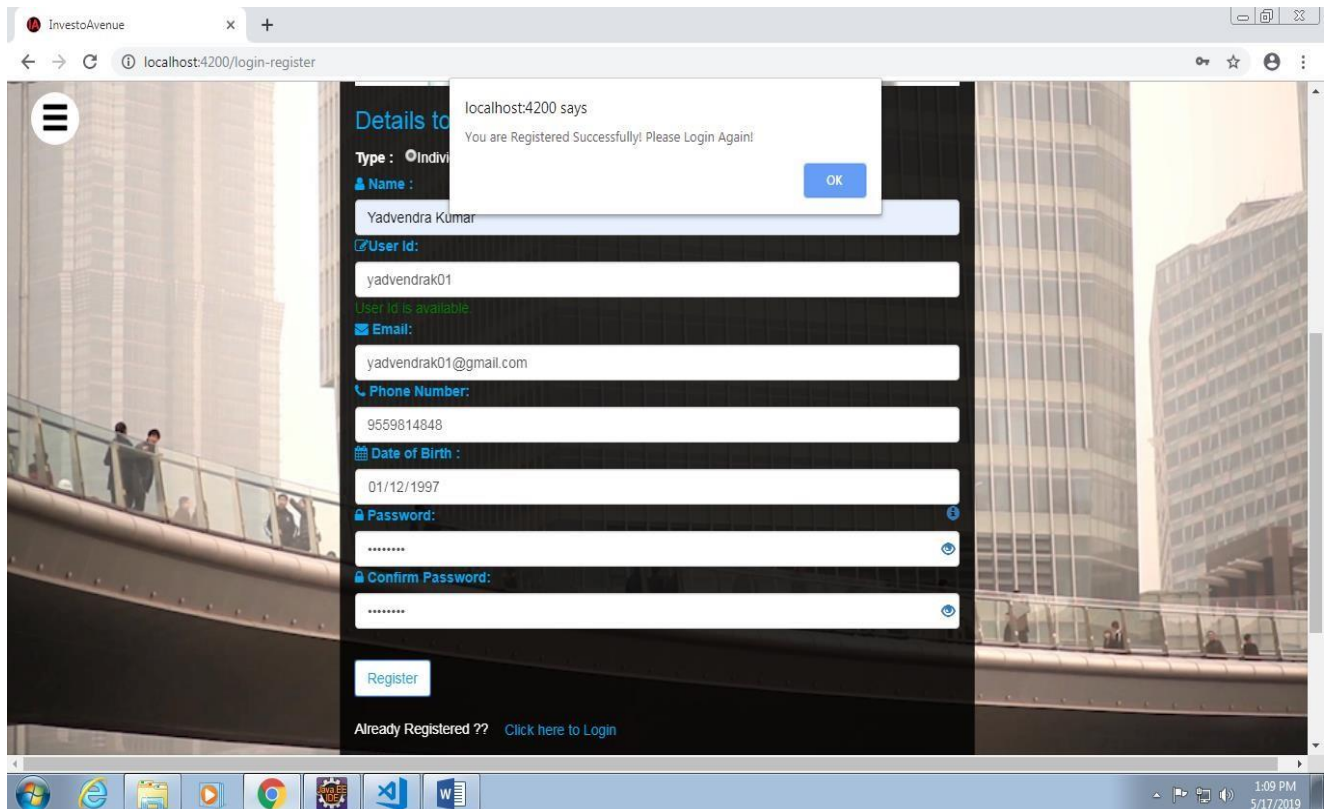 InvestoAvenue
localhost:4200/login-register
localhost:4200 says
You are Registered Successfully! Please Login Again!
OK
Details to
Type : Indivi
Name :
Yadvendra Kumar
User Id:
yadvendrak01
User Id is available.
Email:
yadvendrak01@gmail.com
Phone Number:
9559814848
Date of Birth :
01/12/1997
Password:
••••••••
Confirm Password:
••••••••
Register
Already Registered ?? Click here to Login
Java EE
IDE
1:09 PM
5/17/2019